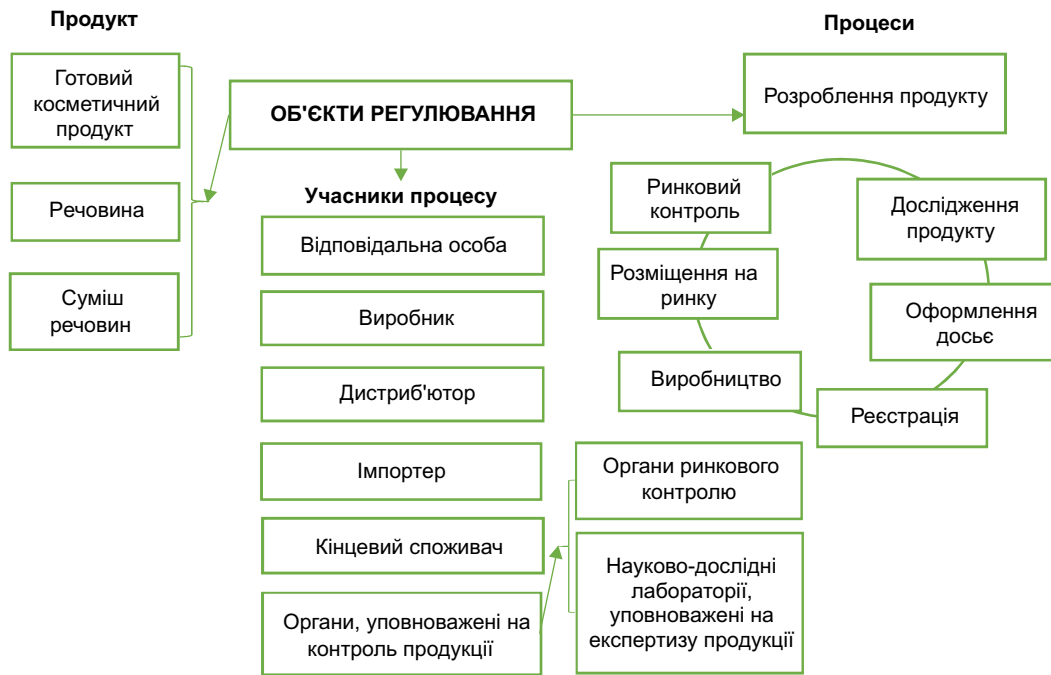 Продукт
Готовий
косметичний
продукт
Речовина
Суміш
речовин
ОБ'ЄКТИ РЕГУЛЮВАННЯ
Учасники процесу
Відповідальна особа
Виробник
Дистриб'ютор
Імпортер
Кінцевий споживач
Органи, уповноважені на
контроль продукції
Органи ринкового
контролю
Науково-дослідні
лабораторії,
уповноважені на
експертизу продукції
Процеси
Розроблення продукту
Ринковий
контроль
Дослідження
продукту
Розміщення на
ринку
Оформлення
досьє
Виробництво
Реєстрація